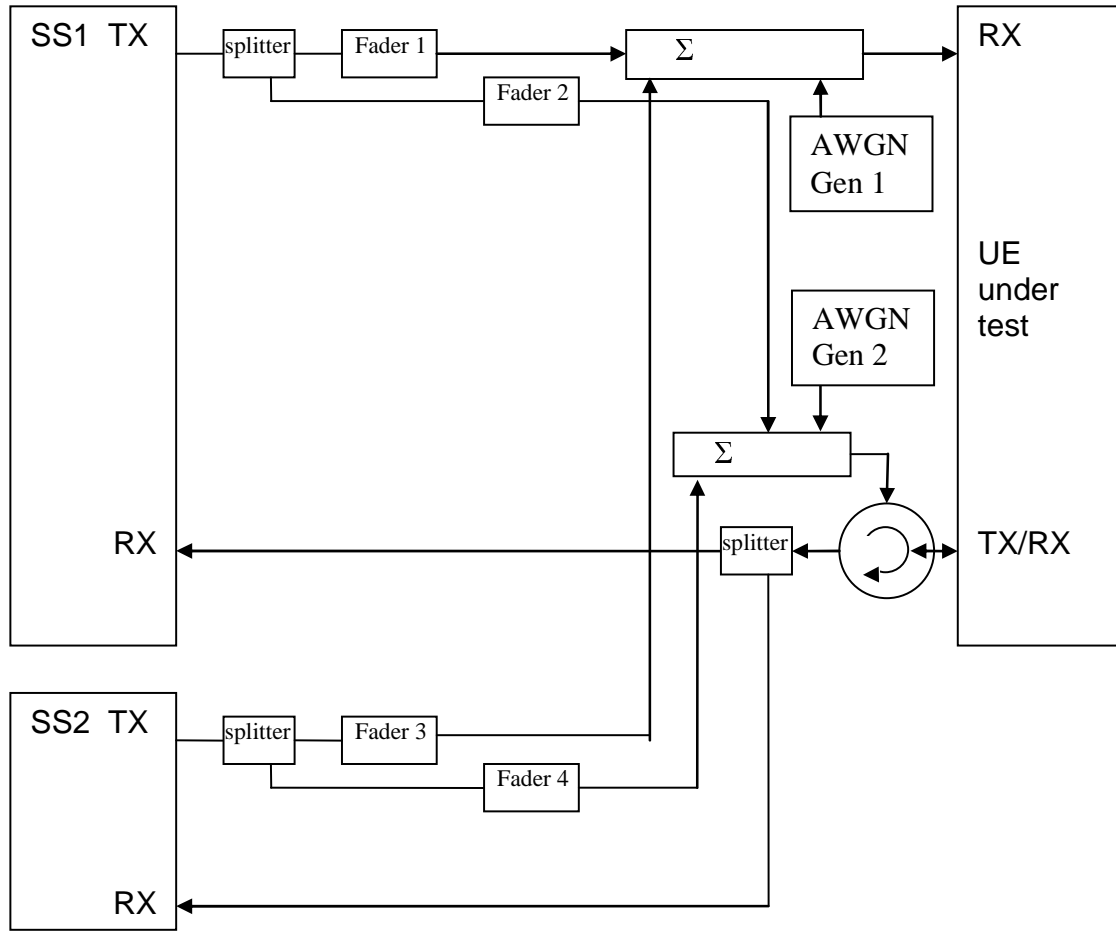 SS1 TX
splitter
Fader 1
Σ
RX
Fader 2
AWGN
Gen 1
UE
under
test
AWGN
Gen 2
Σ
RX
splitter
TX/RX
SS2 TX
splitter
Fader 3
Fader 4
RX